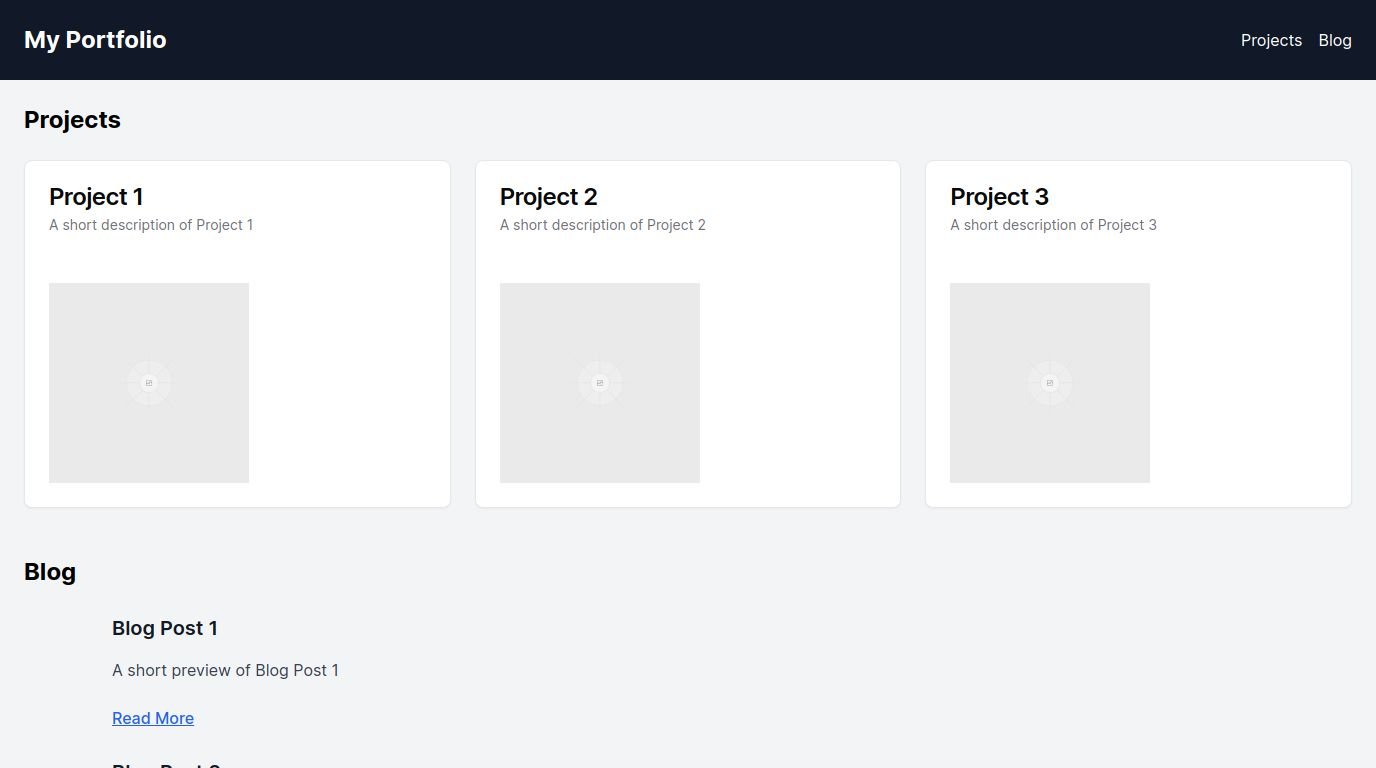 My Portfolio
Projects
Blog
Projects
Project 1
A short description of Project 1
Project 2
A short description of Project 2
Project 3
A short description of Project 3
Blog
Blog Post 1
A short preview of Blog Post 1
Read More